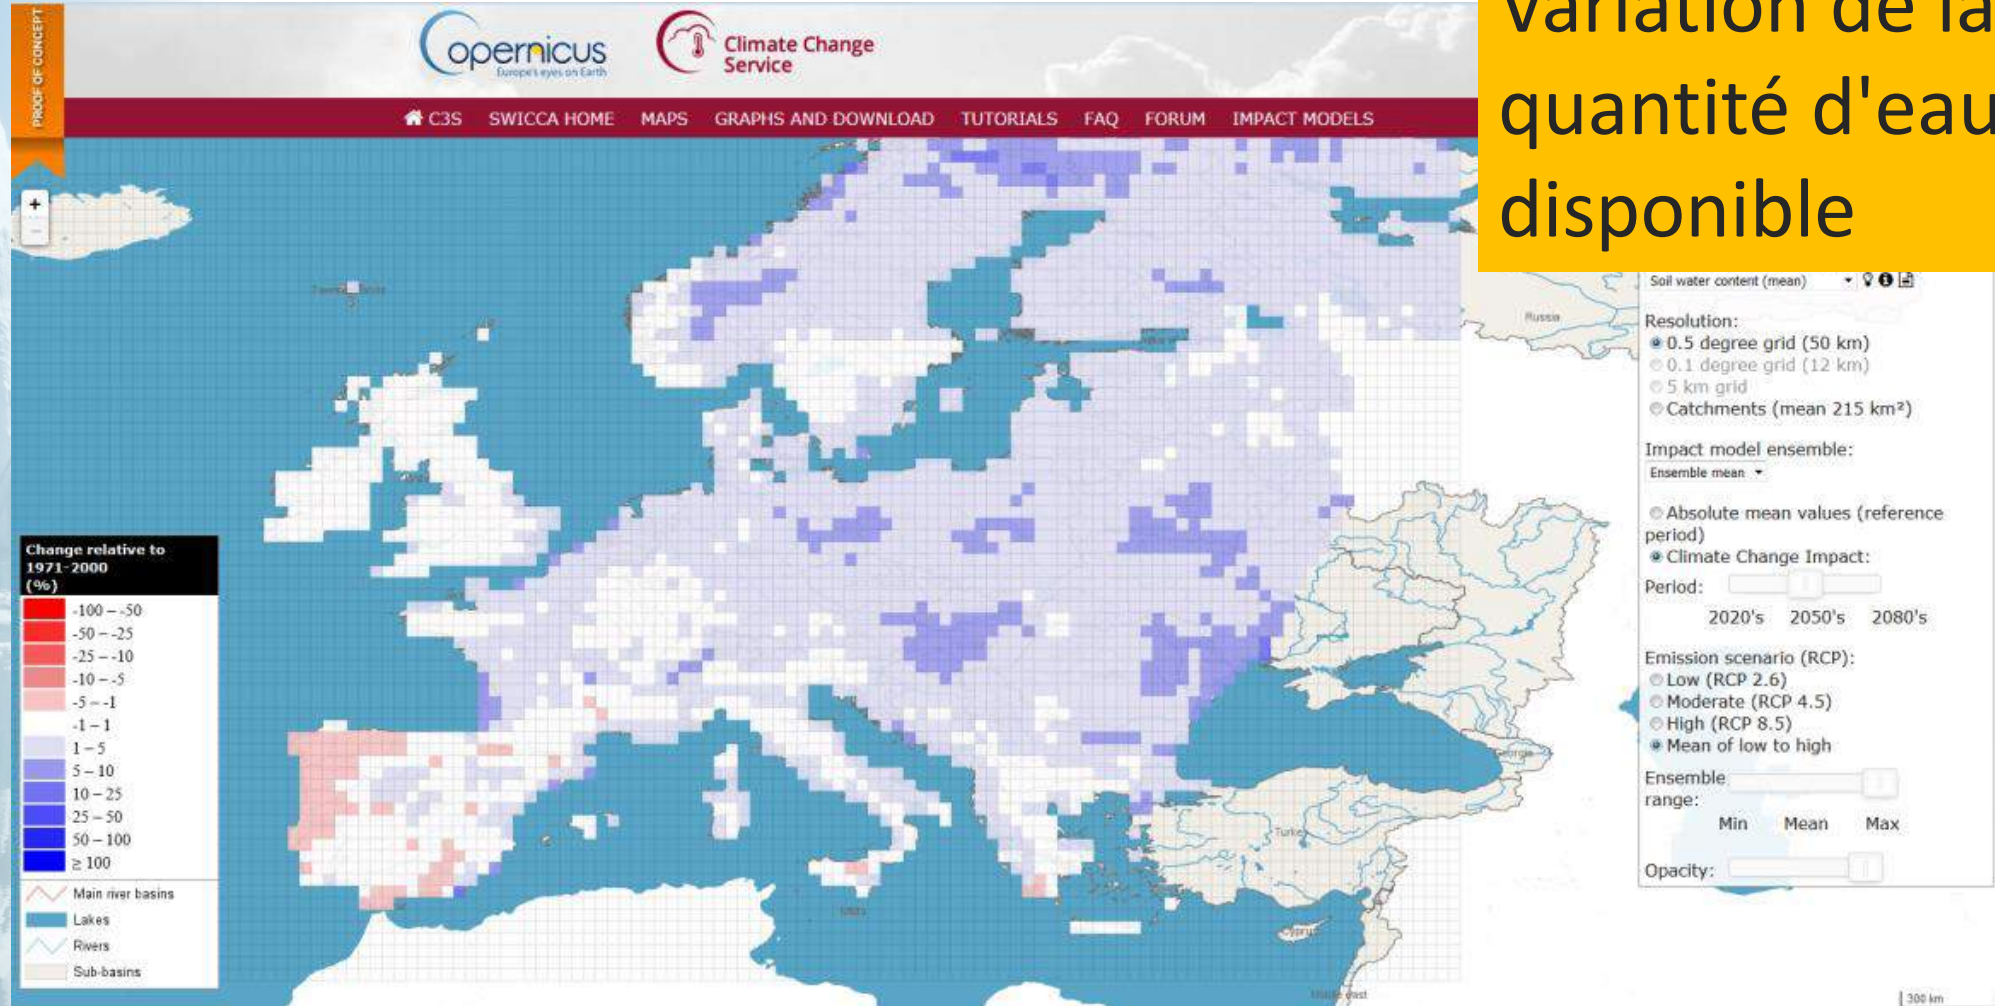 PROOF OF CONCEPT
opernicus
Europe's eyes on Earth
Climate Change
Service
Variation de la
quantité d'eau
disponible
C3S SWICCA HOME MAPS GRAPHS AND DOWNLOAD TUTORIALS FAQ FORUM IMPACT MODELS
+
-
Russia
Turkey
Georgia
Cyprus
Malta
Middle east
Soil water content (mean)
Resolution:
0.5 degree grid (50 km)
0.1 degree grid (12 km)
5 km grid
Catchments (mean 215 km²)
Impact model ensemble:
Ensemble mean
Absolute mean values (reference
period)
Climate Change Impact:
Period:
2020's 2050's 2080's
Emission scenario (RCP):
Low (RCP 2.6)
Moderate (RCP 4.5)
High (RCP 8.5)
Mean of low to high
Ensemble
range:
Min Mean Max
Opacity:
Change relative to
1971-2000
(%)
-100 – -50
-50 – -25
-25 – -10
-10 – -5
-5 – -1
-1 – 1
1 – 5
5 – 10
10 – 25
25 – 50
50 – 100
≥ 100
Main river basins
Lakes
Rivers
Sub-basins
300 km